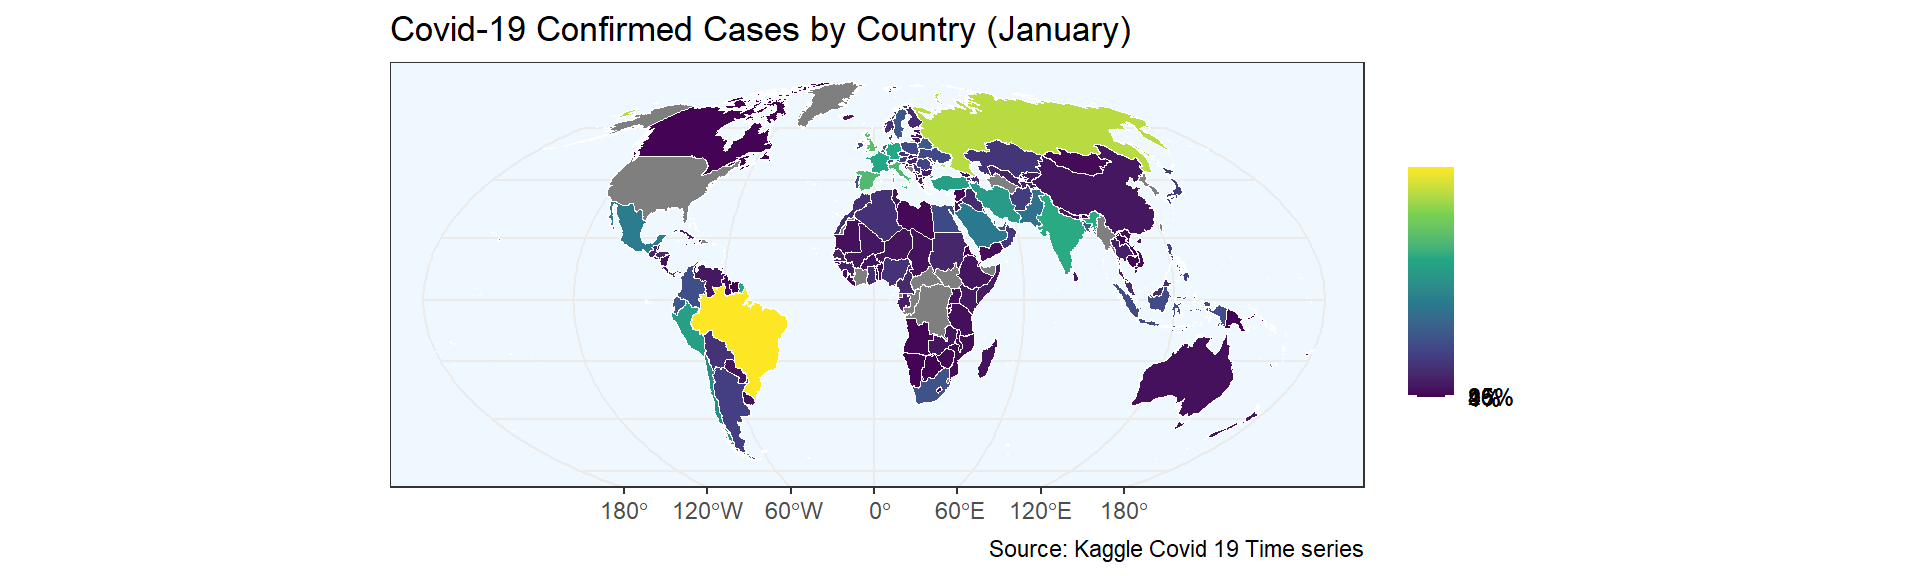 Covid-19 Confirmed Cases by Country (January)
180° 120°W 60°W 0° 60°E 120°E 180°
Source: Kaggle Covid 19 Time series